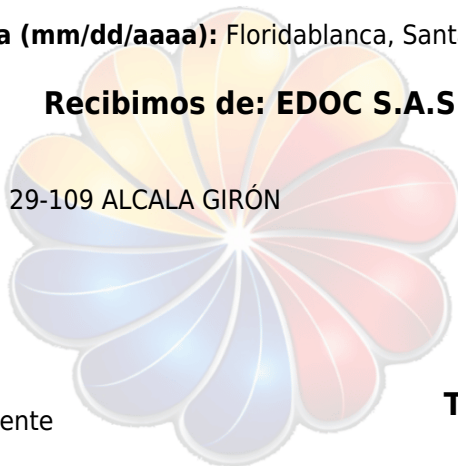 a (mm/dd/aaaa): Floridablanca, Sant
Recibimos de: EDOC S.A.S
29-109 ALCALA GIRÓN
T
ente